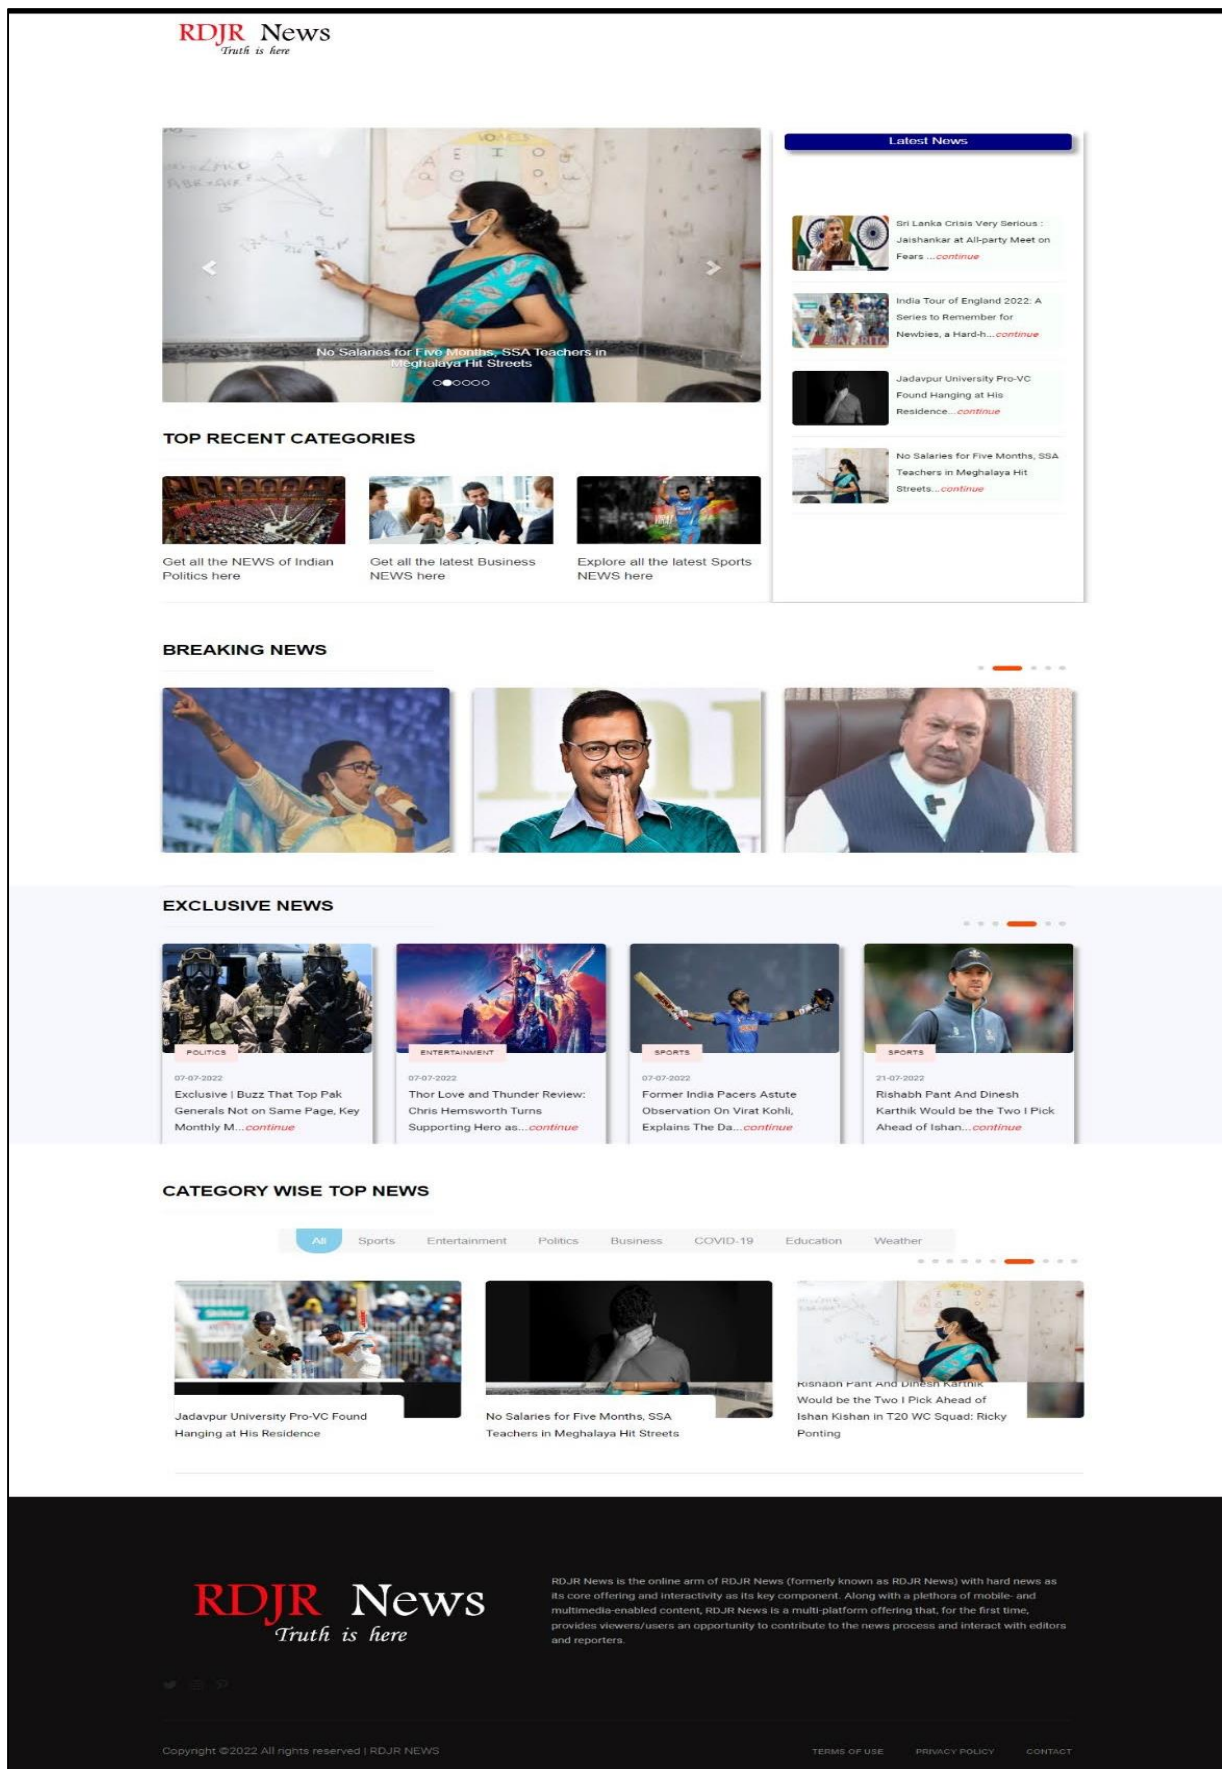 RDJR News
Truth is here
Latest News
No Salaries for Five Months, SSA Teachers in
Meghalaya Hit Streets
Sri Lanka Crisis Very Serious :
Jaishankar at All-party Meet on
Fears ...continue
India Tour of England 2022: A
Series to Remember for
Newbies, a Hard-h...continue
Jadavpur University Pro-VC
Found Hanging at His
Residence...continue
No Salaries for Five Months, SSA
Teachers in Meghalaya Hit
Streets...continue
TOP RECENT CATEGORIES
Get all the NEWS of Indian
Politics here
Get all the latest Business
NEWS here
Explore all the latest Sports
NEWS here
BREAKING NEWS
EXCLUSIVE NEWS
POLITICS
07-07-2022
Exclusive | Buzz That Top Pak
Generals Not on Same Page, Key
Monthly M...continue
ENTERTAINMENT
07-07-2022
Thor Love and Thunder Review:
Chris Hemsworth Turns
Supporting Hero as...continue
SPORTS
07-07-2022
Former India Pacers Astute
Observation On Virat Kohli,
Explains The Da...continue
SPORTS
21-07-2022
Rishabh Pant And Dinesh
Karthik Would be the Two I Pick
Ahead of Ishan...continue
CATEGORY WISE TOP NEWS
All Sports Entertainment Politics Business COVID-19 Education Weather
Jadavpur University Pro-VC Found
Hanging at His Residence
No Salaries for Five Months, SSA
Teachers in Meghalaya Hit Streets
Rishabh Pant And Dinesh Karthik
Would be the Two I Pick Ahead of
Ishan Kishan in T20 WC Squad: Ricky
Ponting
RDJR News
Truth is here
RDJR News is the online arm of RDJR News (formerly known as RDJR News) with hard news as
its core offering and interactivity as its key component. Along with a plethora of mobile- and
multimedia-enabled content, RDJR News is a multi-platform offering that, for the first time,
provides viewers/users an opportunity to contribute to the news process and interact with editors
and reporters.
Copyright ©2022 All rights reserved | RDJR NEWS
TERMS OF USE PRIVACY POLICY CONTACT